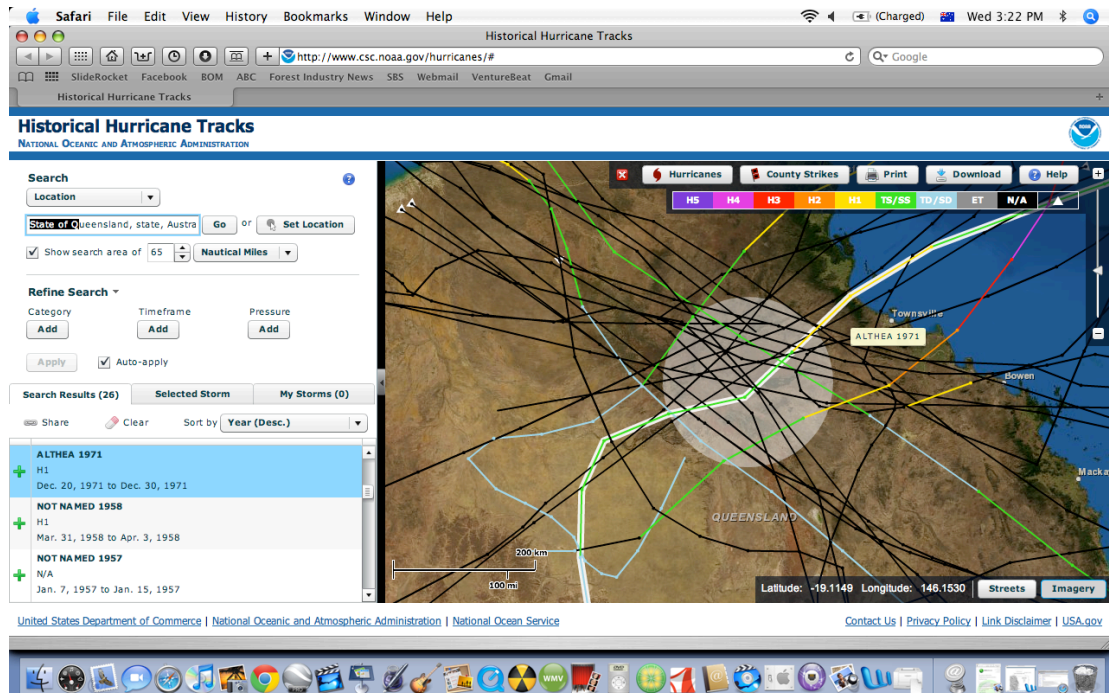 Safari File Edit View History Bookmarks Window Help (Charged) Wed 3:22 PM
Historical Hurricane Tracks
http://www.csc.noaa.gov/hurricanes/# Google
SlideRocket Facebook BOM ABC Forest Industry News SBS Webmail VentureBeat Gmail
Historical Hurricane Tracks
Historical Hurricane Tracks
NATIONAL OCEANIC AND ATMOSPHERIC ADMINISTRATION
Search
Location
State of Queensland, state, Austra Go or Set Location
Show search area of 65 Nautical Miles
Refine Search
Category Timeframe Pressure
Add Add Add
Apply Auto-apply
Search Results (26) Selected Storm My Storms (0)
Share Clear Sort by Year (Desc.)
ALTHEA 1971
H1
Dec. 20, 1971 to Dec. 30, 1971
NOT NAMED 1958
H1
Mar. 31, 1958 to Apr. 3, 1958
NOT NAMED 1957
N/A
Jan. 7, 1957 to Jan. 15, 1957
Hurricanes County Strikes Print Download Help
H5 H4 H3 H2 H1 TS/SS TD/SD ET N/A
Townsville
ALTHEA 1971
Bowen
Macka
QUEENSLAND
200 km
100 mi
Latitude: -19.1149 Longitude: 146.1530 Streets Imagery
United States Department of Commerce | National Oceanic and Atmospheric Administration | National Ocean Service
Contact Us | Privacy Policy | Link Disclaimer | USA.gov
WMV